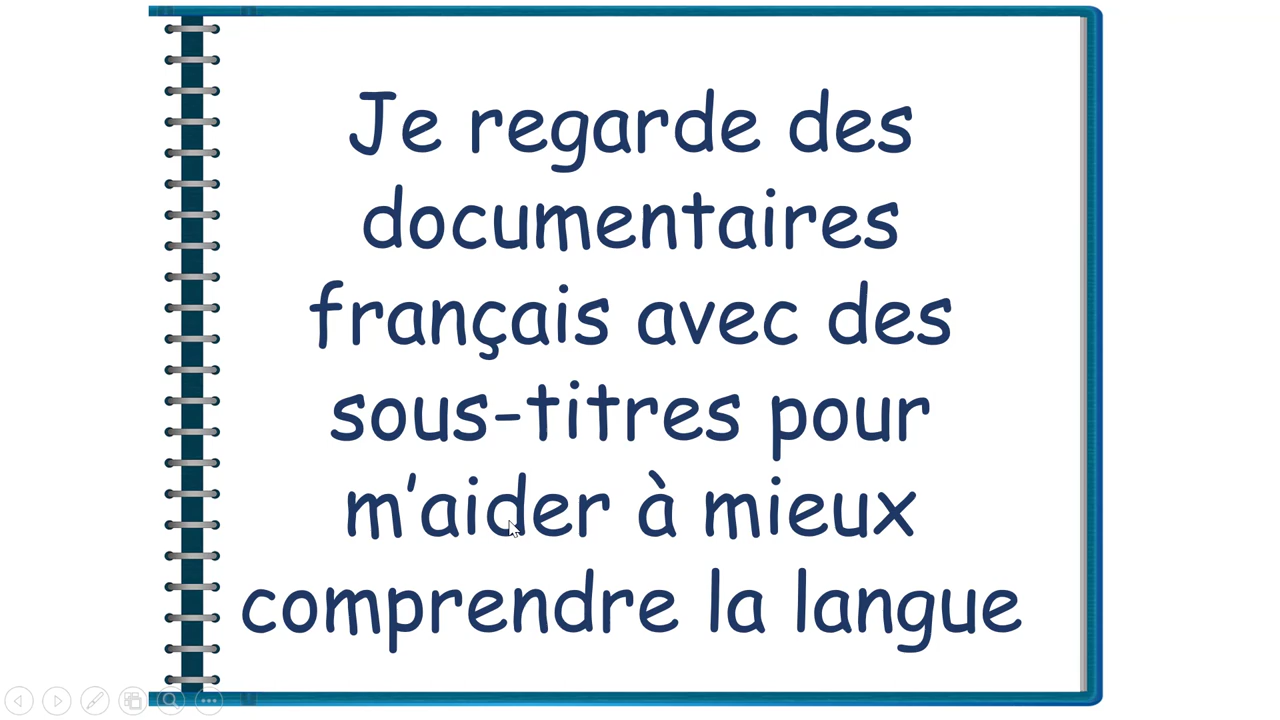 Je regarde des
documentaires
français avec des
sous-titres pour
m'aider à mieux
comprendre la langue